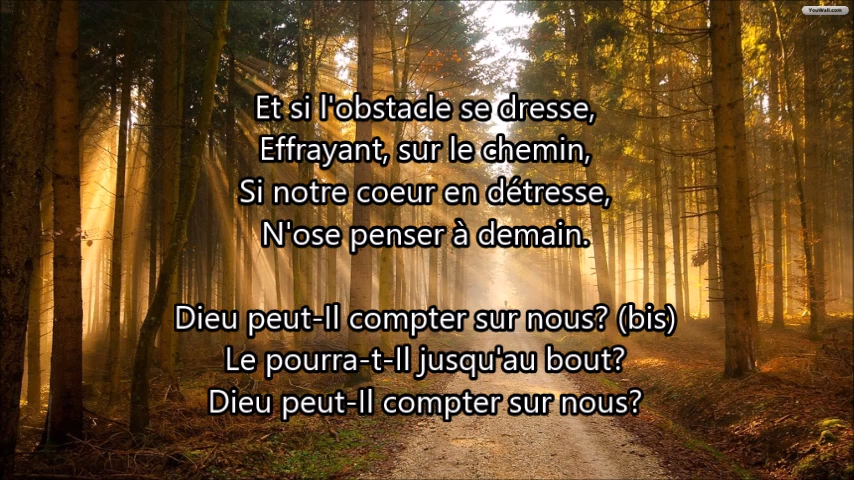 YouWall.com
Et si l'obstacle se dresse,
Effrayant, sur le chemin,
Si notre coeur en détresse,
N'ose penser à demain.
Dieu peut-Il compter sur nous? (bis)
Le pourra-t-Il jusqu'au bout?
Dieu peut-Il compter sur nous?